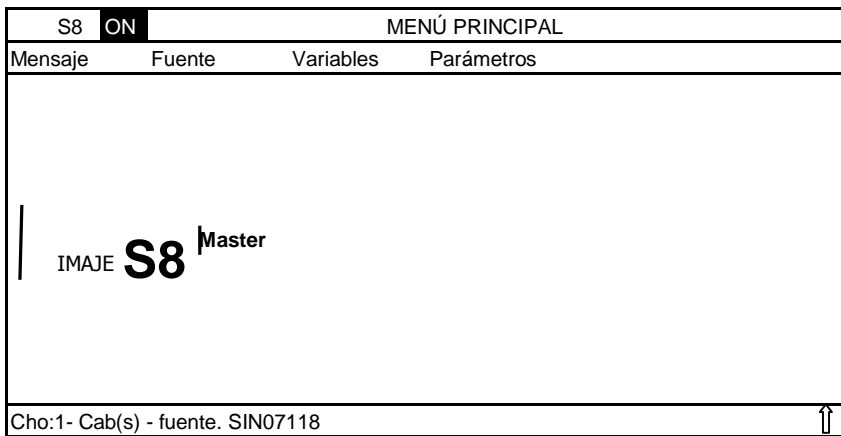 S8 ON MENÚ PRINCIPAL
Mensaje Fuente Variables Parámetros
IMAJE S8 Master
Cho:1- Cab(s) - fuente. SIN07118